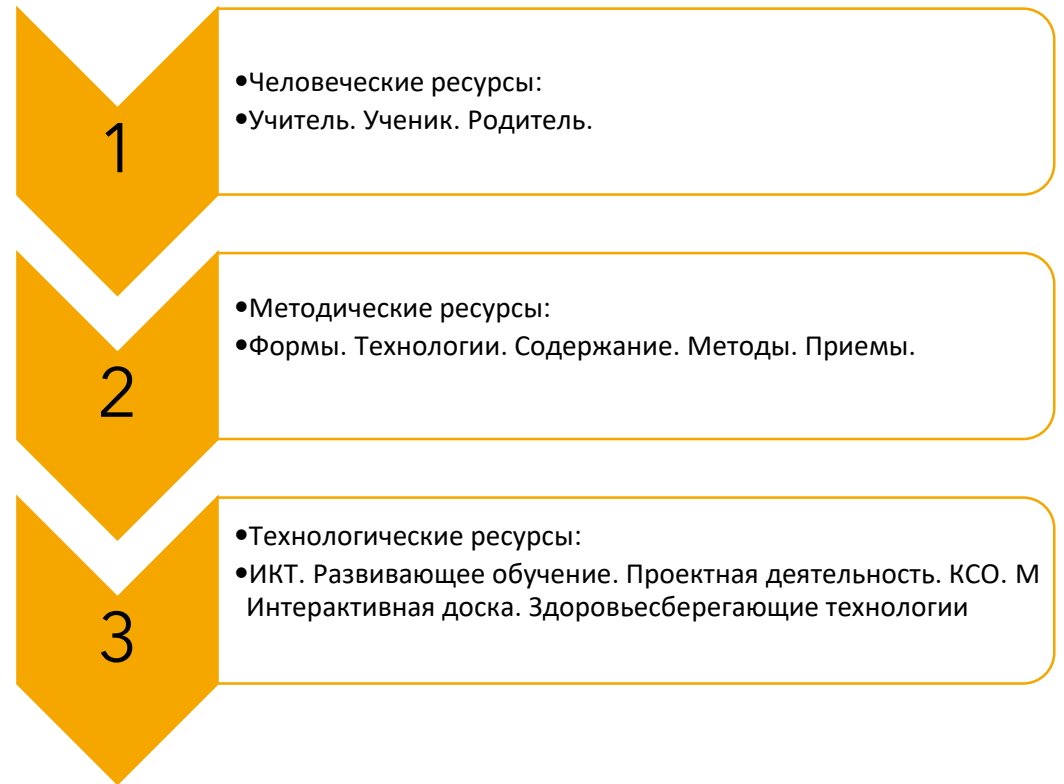 1
•Человеческие ресурсы:
•Учитель. Ученик. Родитель.
2
•Методические ресурсы:
•Формы. Технологии. Содержание. Методы. Приемы.
3
•Технологические ресурсы:
•ИКТ. Развивающее обучение. Проектная деятельность. КСО. М
Интерактивная доска. Здоровьесберегающие технологии